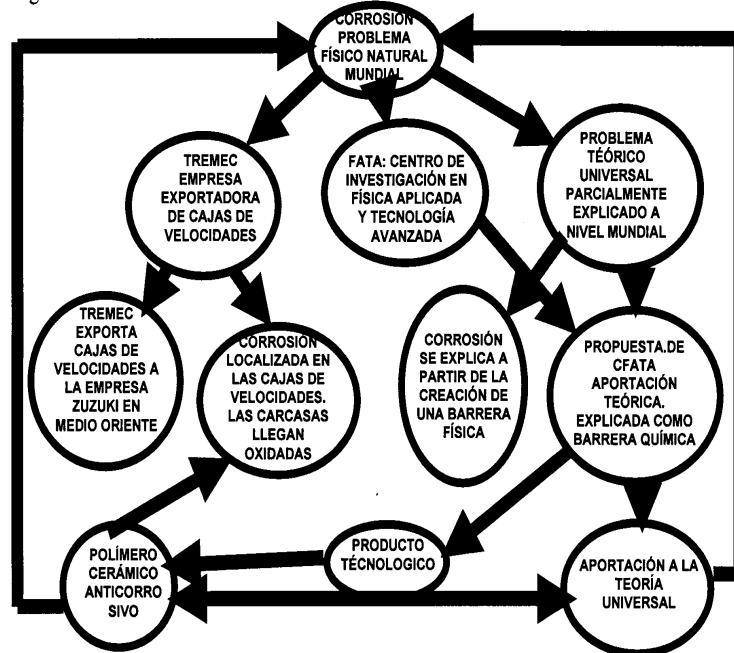 CORROSIÓN
PROBLEMA
FÍSICO NATURAL
MUNDIAL
TREMEC
EMPRESA
EXPORTADORA
DE CAJAS DE
VELOCIDADES
FATA: CENTRO DE
INVESTIGACIÓN EN
FÍSICA APLICADA
Y TECNOLOGÍA
AVANZADA
PROBLEMA
TÉÓRICO
UNIVERSAL
PARCIALMENTE
EXPLICADO A
NIVEL MUNDIAL
TREMEC
EXPORTA
CAJAS DE
VELOCIDADES A
LA EMPRESA
ZUZUKI EN
MEDIO ORIENTE
CORROSIÓN
LOCALIZADA EN
LAS CAJAS DE
VELOCIDADES.
LAS CARCASAS
LLEGAN
OXIDADAS
CORROSIÓN
SE EXPLICA A
PARTIR DE LA
CREACIÓN DE
UNA BARRERA
FÍSICA
PROPUESTA.DE
CFATA
APORTACIÓN
TEÓRICA.
EXPLICADA COMO
BARRERA QUÍMICA
POLÍMERO
CERÁMICO
ANTICORRO
SIVO
PRODUCTO
TÉCNOLOGICO
APORTACIÓN A LA
TEORÍA
UNIVERSAL